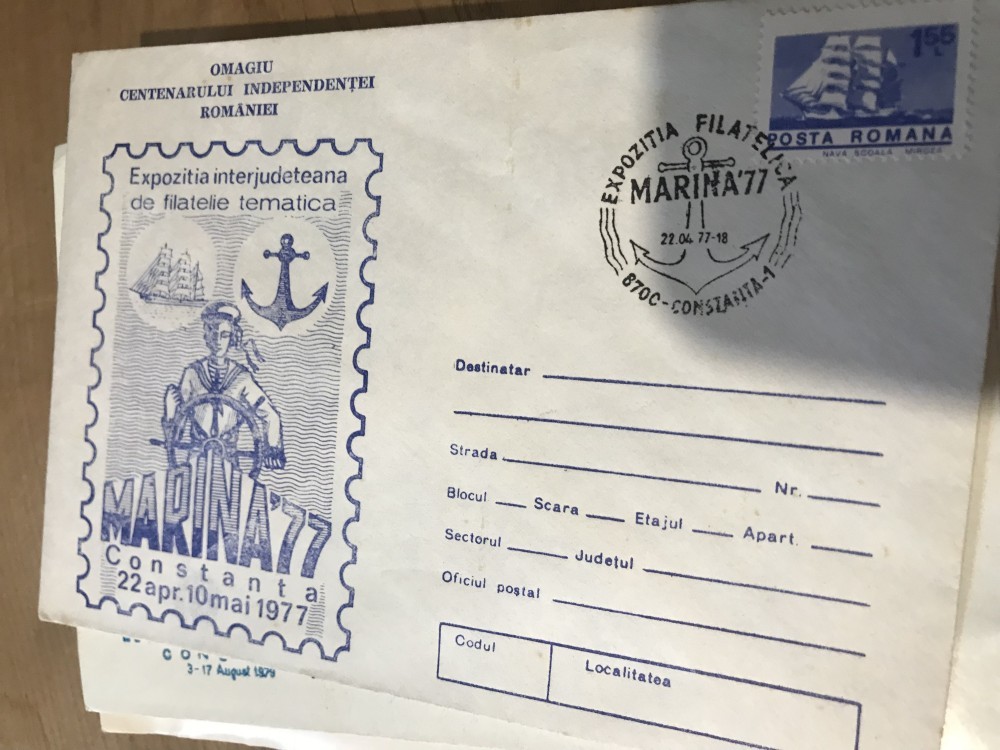 OMAGIU
CENTENARULUI INDEPENDENȚEI
ROMÂNIEI
Expozitia interjudeteana
de filatelie tematica
MARINA'77
Constanta
22 apr. 10 mai 1977
EXPOZITIA FILATELICA
MARINA'77
22.04 77-18
8700-CONSTANTA-1
1.55 L
POSTA ROMANA
NAVA SCOALA MIRCEA
Destinatar
Strada Nr.
Blocul Scara Etajul Apart.
Sectorul Județul
Oficiul poștal
Codul Localitatea
3-17 August 1979